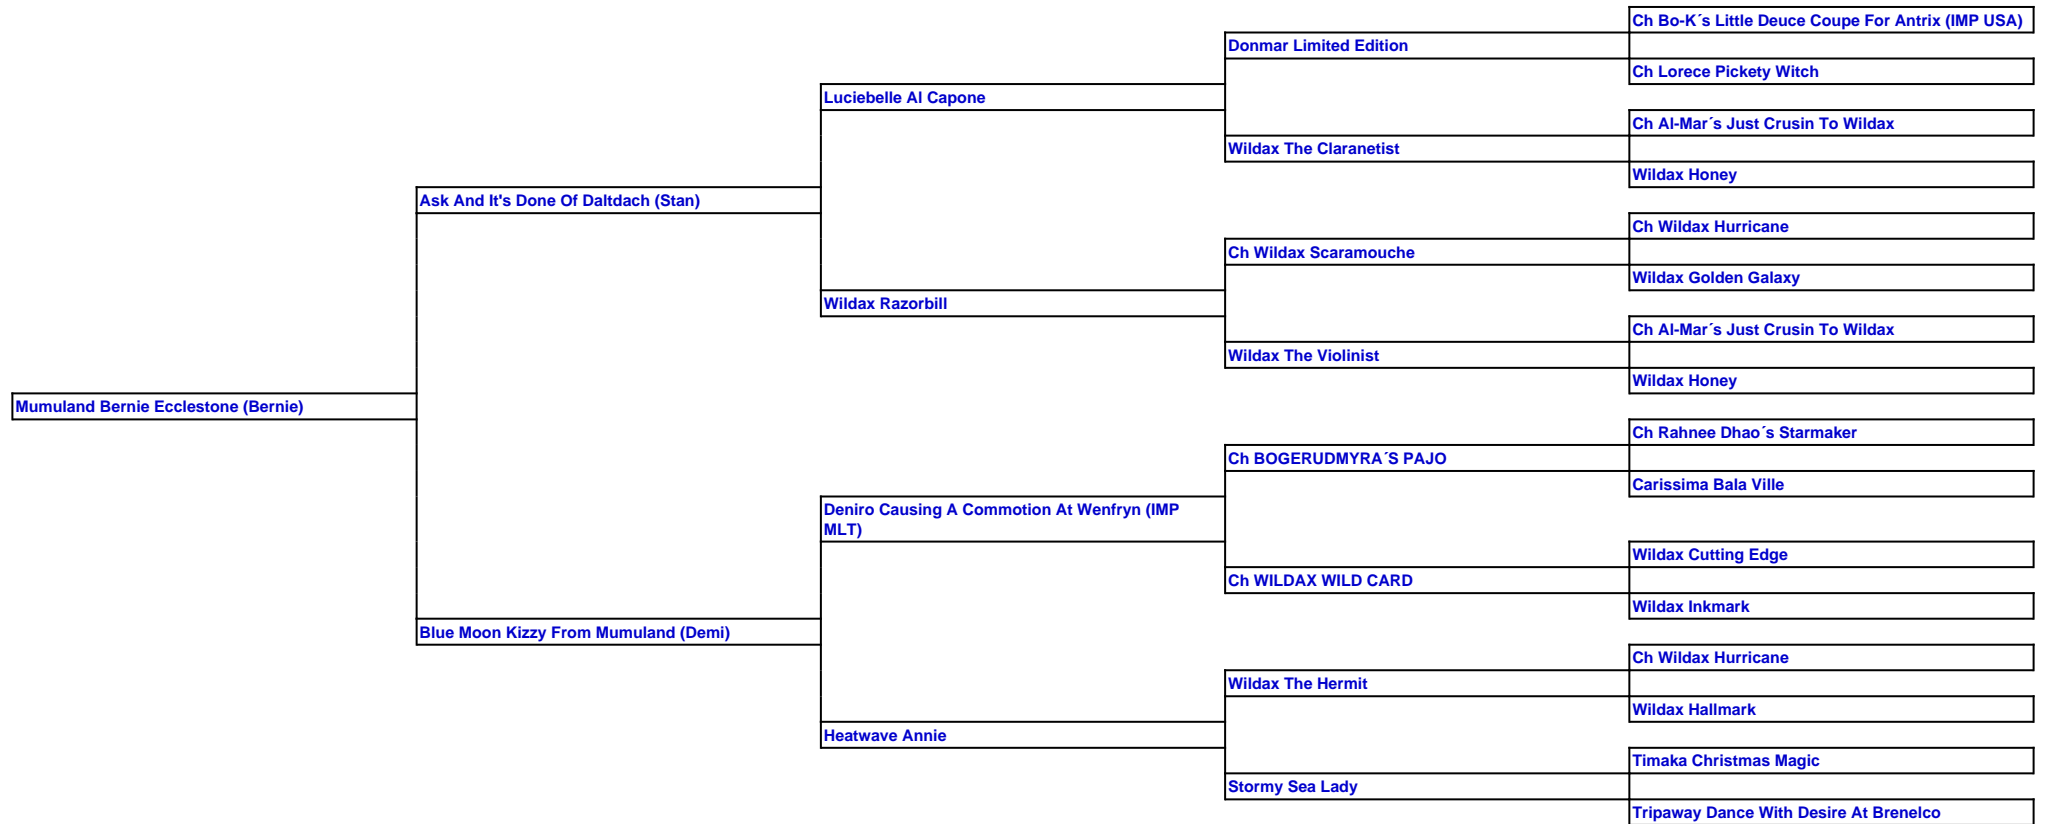 Ch Bo-K´s Little Deuce Coupe For Antrix (IMP USA)
Donmar Limited Edition
Ch Lorece Pickety Witch
Luciebelle Al Capone
Ch Al-Mar´s Just Crusin To Wildax
Wildax The Claranetist
Wildax Honey
Ask And It's Done Of Daltdach (Stan)
Ch Wildax Hurricane
Ch Wildax Scaramouche
Wildax Golden Galaxy
Wildax Razorbill
Ch Al-Mar´s Just Crusin To Wildax
Wildax The Violinist
Wildax Honey
Mumuland Bernie Ecclestone (Bernie)
Ch Rahnee Dhao´s Starmaker
Ch BOGERUDMYRA´S PAJO
Carissima Bala Ville
Deniro Causing A Commotion At Wenfryn (IMP
MLT)
Wildax Cutting Edge
Ch WILDAX WILD CARD
Wildax Inkmark
Blue Moon Kizzy From Mumuland (Demi)
Ch Wildax Hurricane
Wildax The Hermit
Wildax Hallmark
Heatwave Annie
Timaka Christmas Magic
Stormy Sea Lady
Tripaway Dance With Desire At Brenelco